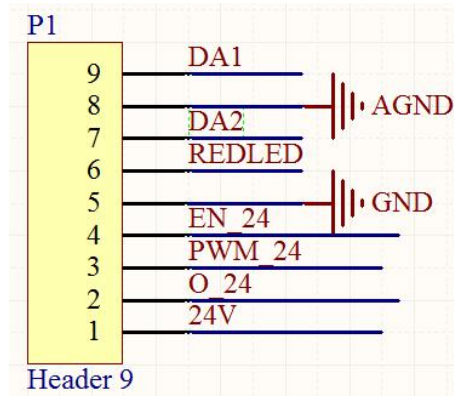 P1
9 DA1
8 AGND
7 DA2
6 REDLED
5 GND
4 EN_24
3 PWM_24
2 O_24
1 24V
Header 9